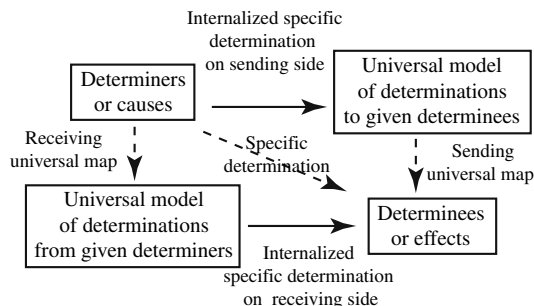 Internalized specific
determination
on sending side
Determiners
or causes
Universal model
of determinations
to given determinees
Receiving
universal map
Specific
determination
Sending
universal map
Universal model
of determinations
from given determiners
Determinees
or effects
Internalized
specific determination
on receiving side